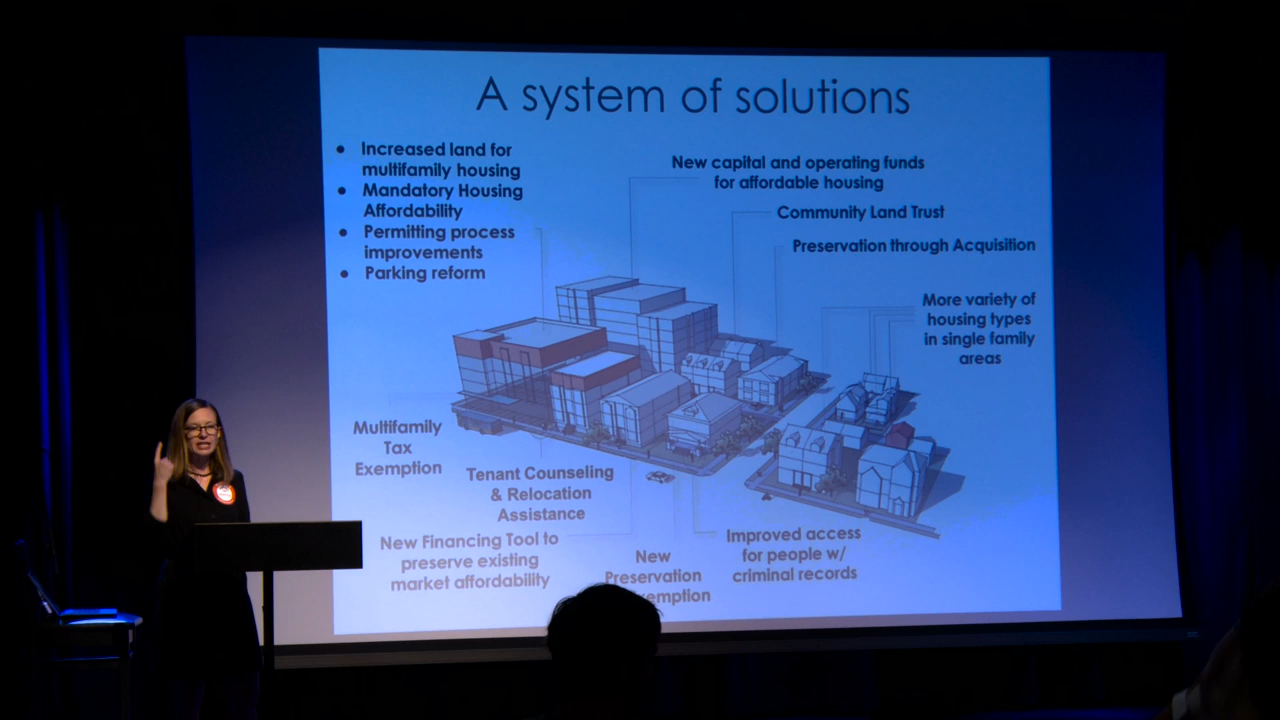 A system of solutions
● Increased land for
multifamily housing
● Mandatory Housing
Affordability
● Permitting process
improvements
● Parking reform
New capital and operating funds
for affordable housing
Community Land Trust
Preservation through Acquisition
More variety of
housing types
in single family
areas
Multifamily
Tax
Exemption
Tenant Counseling
& Relocation
Assistance
New Financing Tool to
preserve existing
market affordability
New
Preservation
Improved access
for people w/
criminal records